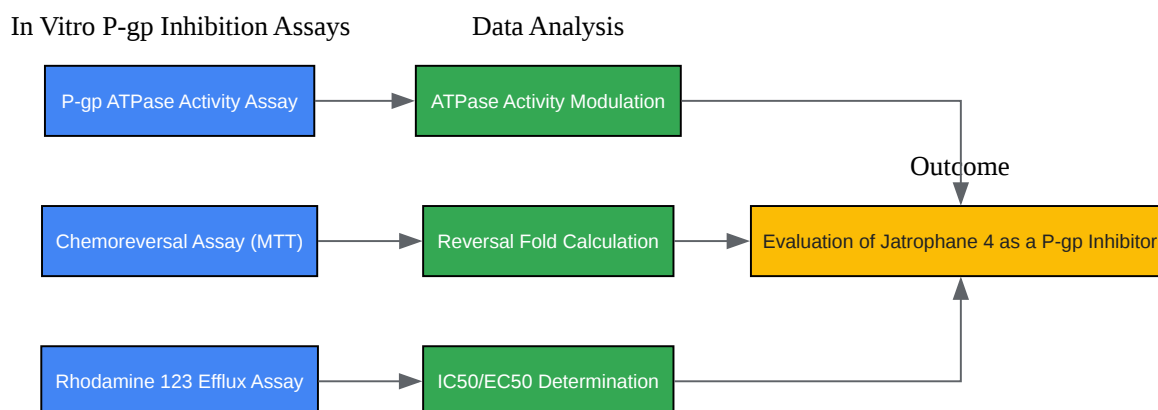 In Vitro P-gp Inhibition Assays
Data Analysis
P-gp ATPase Activity Assay
ATPase Activity Modulation
Outcome
Chemoreversal Assay (MTT)
Reversal Fold Calculation
Evaluation of Jatrophane 4 as a P-gp Inhibitor
Rhodamine 123 Efflux Assay
IC50/EC50 Determination